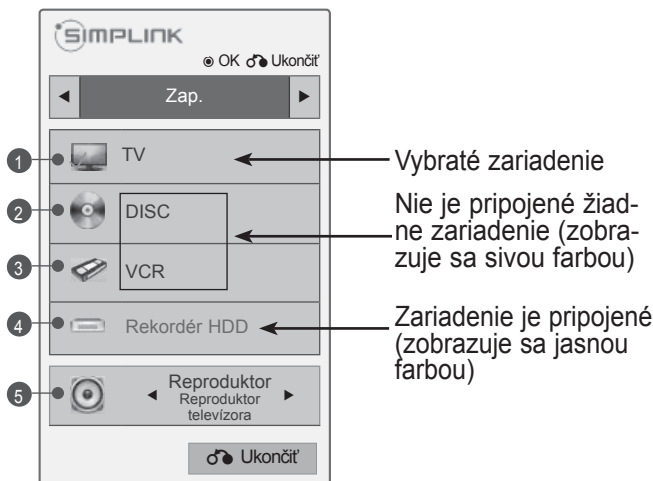 SIMPLINK
OK Ukončiť
◄ Zap. ►
1 TV
Vybraté zariadenie
2 DISC
3 VCR
Nie je pripojené žiad-
ne zariadenie (zobra-
zuje sa sivou farbou)
4 Rekordér HDD
Zariadenie je pripojené
(zobrazuje sa jasnou
farbou)
5 ◄ Reproduktor ►
Reproduktor
televízora
Ukončiť